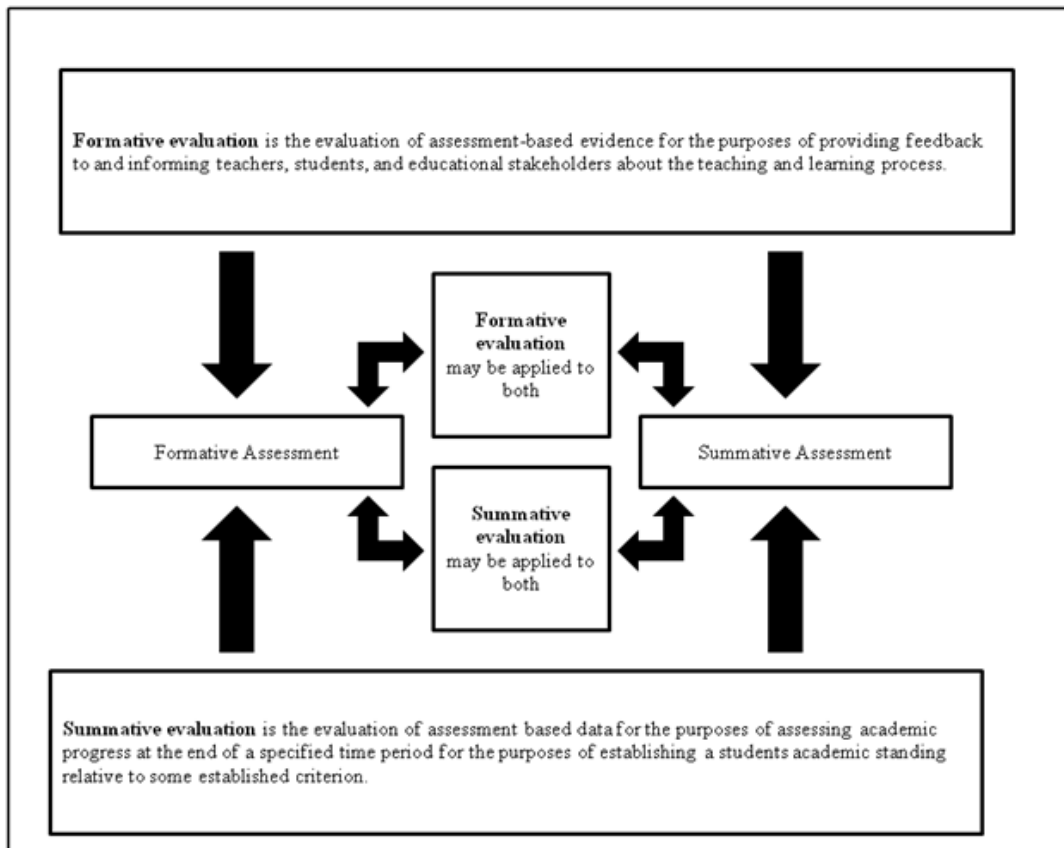 Formative evaluation is the evaluation of assessment-based evidence for the purposes of providing feedback
to and informing teachers, students, and educational stakeholders about the teaching and learning process.
Formative
evaluation
may be applied to
both
Formative Assessment
Summative Assessment
Summative
evaluation
may be applied to
both
Summative evaluation is the evaluation of assessment based data for the purposes of assessing academic
progress at the end of a specified time period for the purposes of establishing a students academic standing
relative to some established criterion.